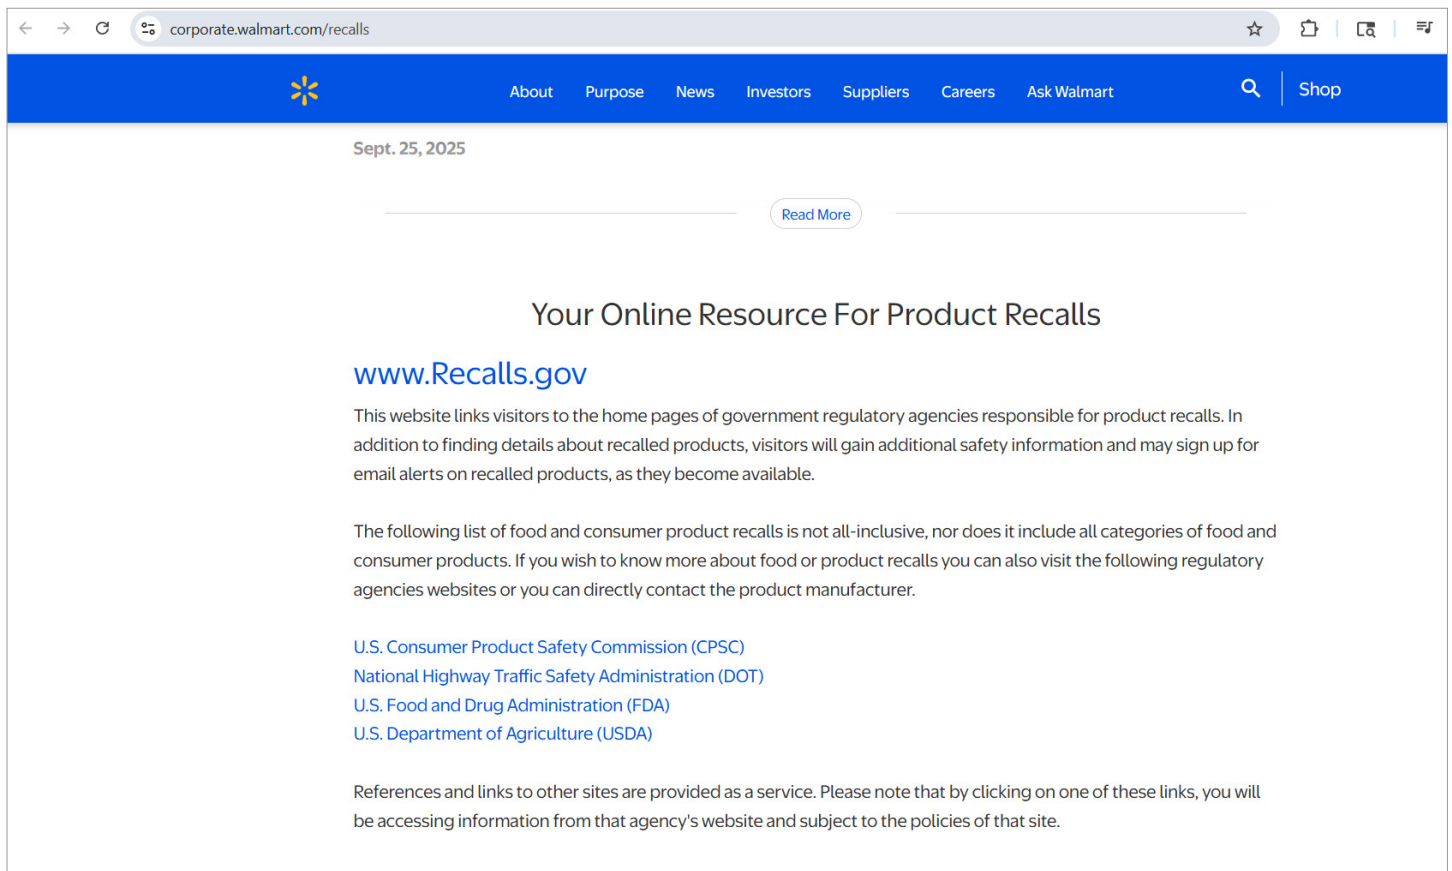 corporate.walmart.com/recalls
About Purpose News Investors Suppliers Careers Ask Walmart Shop
Sept. 25, 2025
Read More
Your Online Resource For Product Recalls
www.Recalls.gov
This website links visitors to the home pages of government regulatory agencies responsible for product recalls. In
addition to finding details about recalled products, visitors will gain additional safety information and may sign up for
email alerts on recalled products, as they become available.
The following list of food and consumer product recalls is not all-inclusive, nor does it include all categories of food and
consumer products. If you wish to know more about food or product recalls you can also visit the following regulatory
agencies websites or you can directly contact the product manufacturer.
U.S. Consumer Product Safety Commission (CPSC)
National Highway Traffic Safety Administration (DOT)
U.S. Food and Drug Administration (FDA)
U.S. Department of Agriculture (USDA)
References and links to other sites are provided as a service. Please note that by clicking on one of these links, you will
be accessing information from that agency's website and subject to the policies of that site.